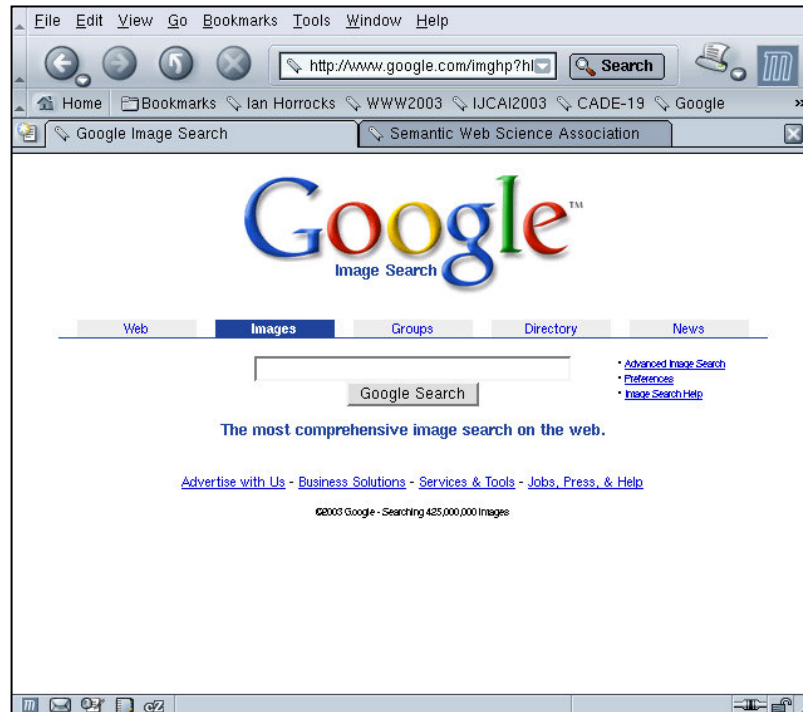 File Edit View Go Bookmarks Tools Window Help
http://www.google.com/imghp?hl Search
Home Bookmarks Ian Horrocks WWW2003 IJCAI2003 CADE-19 Google »
Google Image Search Semantic Web Science Association
Google™
Image Search
Web Images Groups Directory News
• Advanced Image Search
• Preferences
• Image Search Help
Google Search
The most comprehensive image search on the web.
Advertise with Us - Business Solutions - Services & Tools - Jobs, Press, & Help
©2003 Google - Searching 425,000,000 images